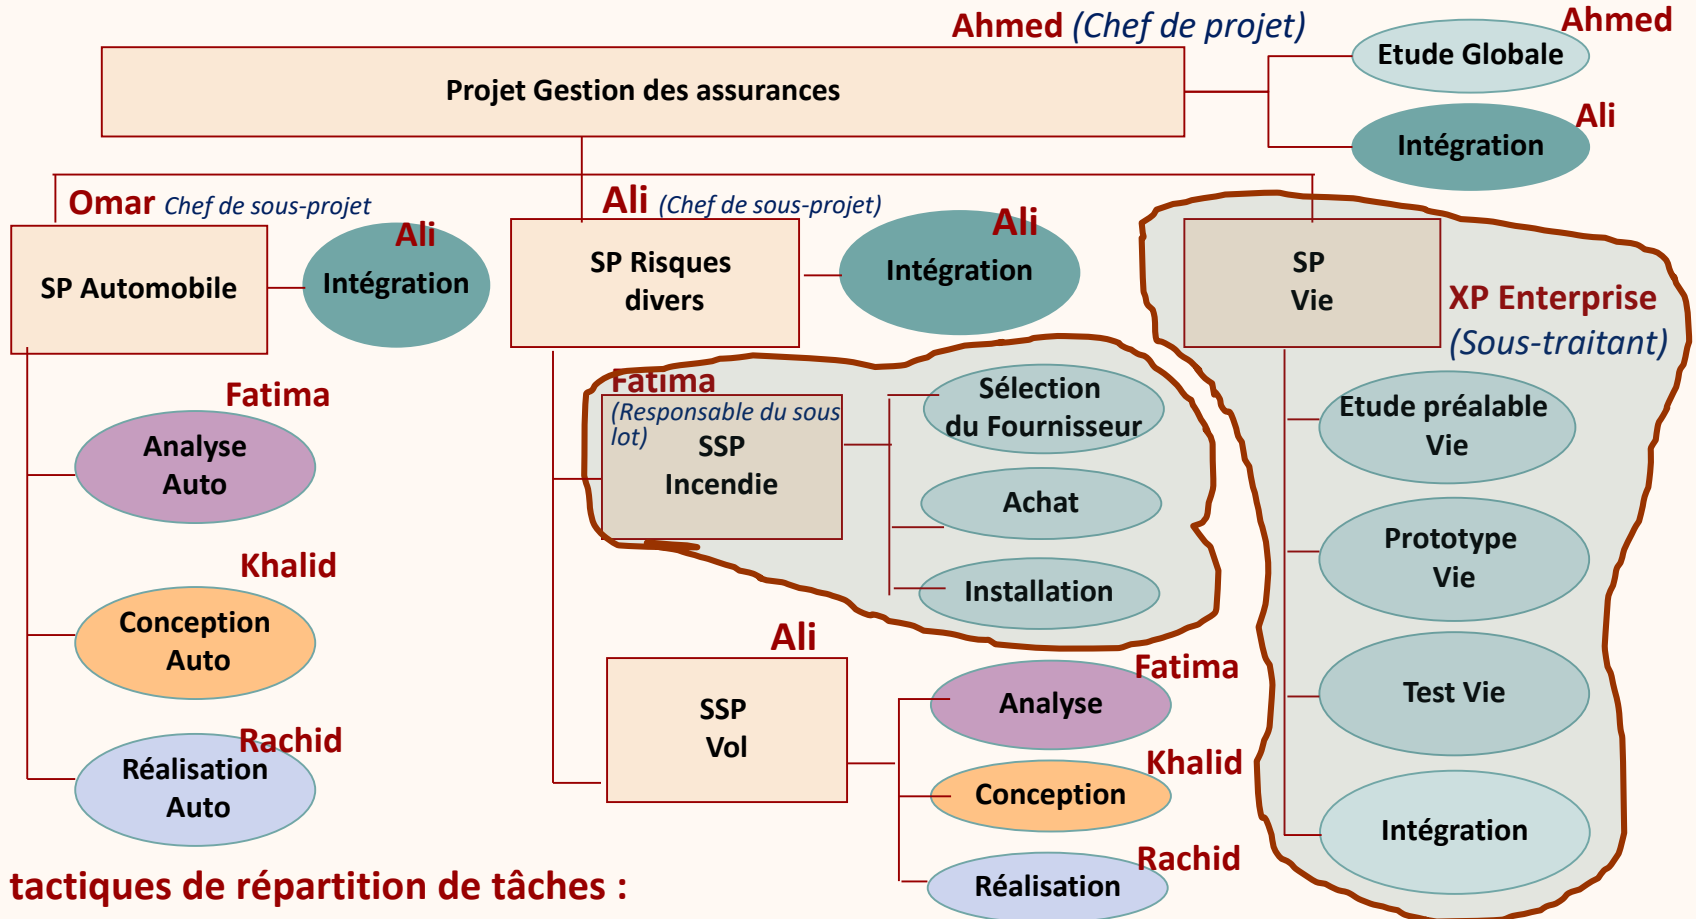 Ahmed (Chef de projet)
Projet Gestion des assurances
Ahmed
Etude Globale
Ali
Intégration
Omar Chef de sous-projet
SP Automobile
Ali
Intégration
Fatima
Analyse
Auto
Khalid
Conception
Auto
Rachid
Réalisation
Auto
Ali (Chef de sous-projet)
SP Risques
divers
Ali
Intégration
Fatima
(Responsable du sous
lot)
SSP
Incendie
Sélection
du Fournisseur
Achat
Installation
Ali
SSP
Vol
Fatima
Analyse
Khalid
Conception
Rachid
Réalisation
SP
Vie
XP Enterprise
(Sous-traitant)
Etude préalable
Vie
Prototype
Vie
Test Vie
Intégration
tactiques de répartition de tâches :